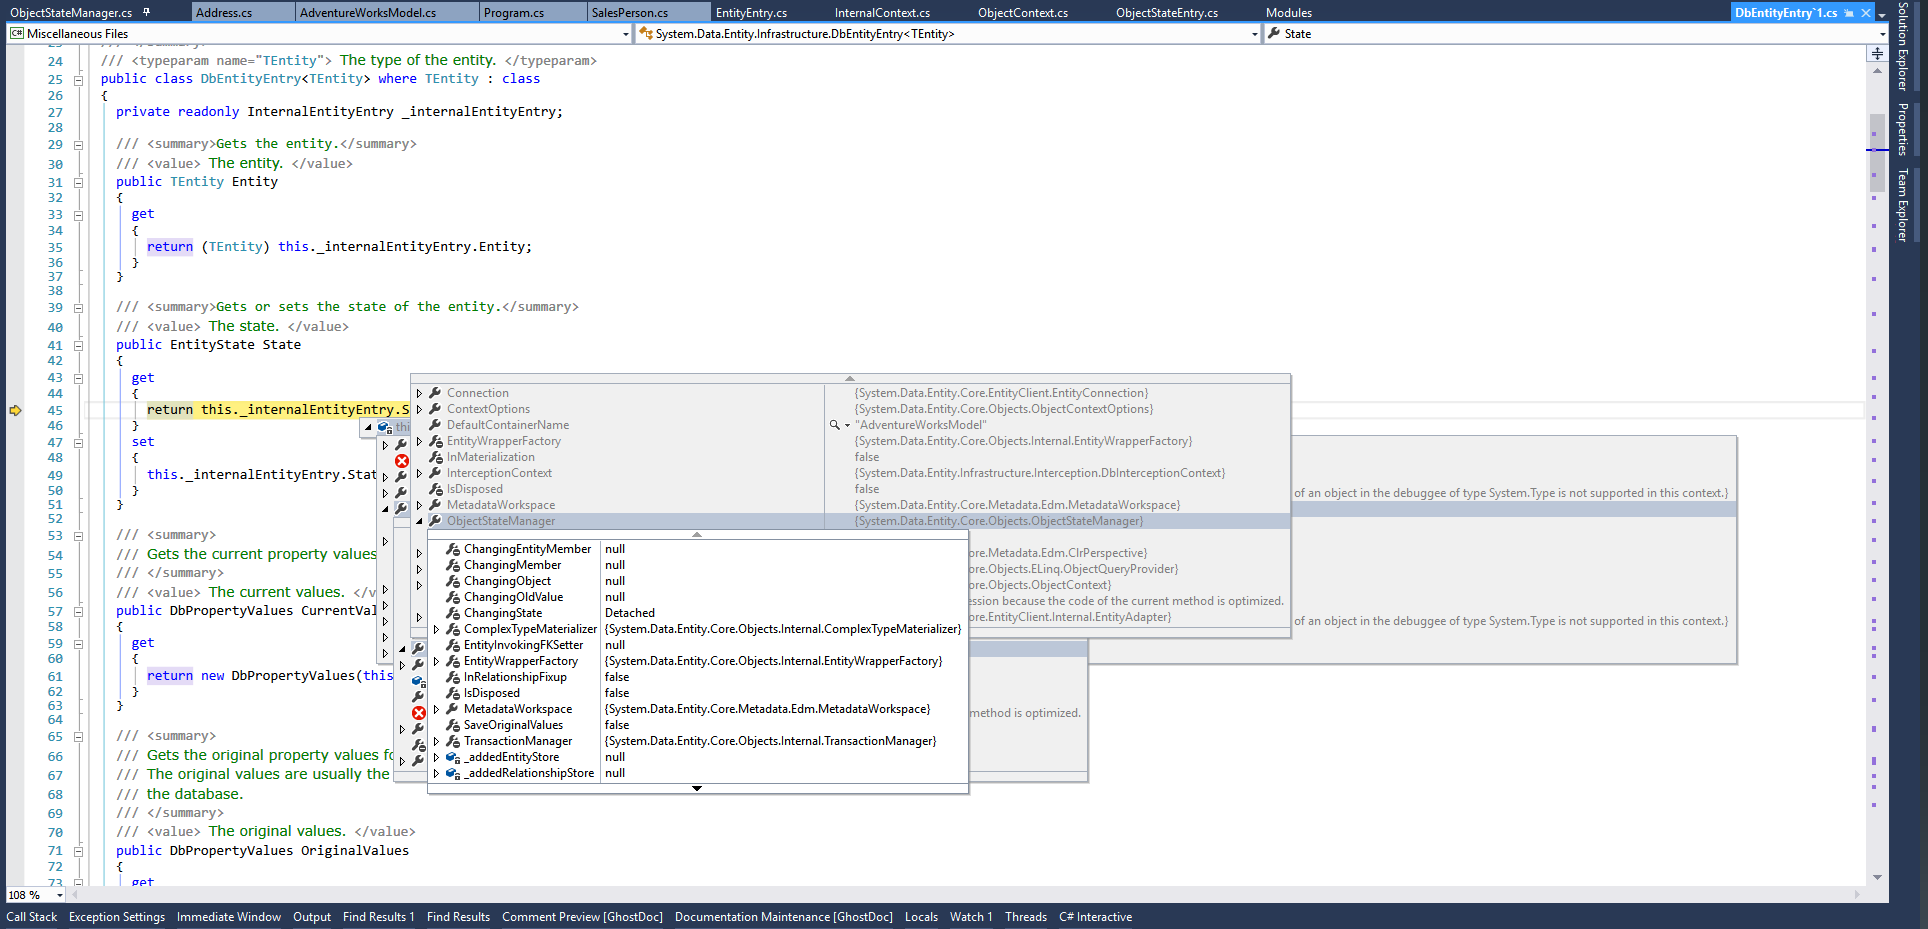 ObjectStateManager.cs Address.cs AdventureWorksModel.cs Program.cs SalesPerson.cs EntityEntry.cs InternalContext.cs ObjectContext.cs ObjectStateEntry.cs Modules DbEntityEntry`1.cs
C# Miscellaneous Files System.Data.Entity.Infrastructure.DbEntityEntry<TEntity> State
24 /// <typeparam name="TEntity"> The type of the entity. </typeparam>
25 public class DbEntityEntry<TEntity> where TEntity : class
26 {
27 private readonly InternalEntityEntry _internalEntityEntry;
28
29 /// <summary>Gets the entity.</summary>
30 /// <value> The entity. </value>
31 public TEntity Entity
32 {
33 get
34 {
35 return (TEntity) this._internalEntityEntry.Entity;
36 }
37 }
38
39 /// <summary>Gets or sets the state of the entity.</summary>
40 /// <value> The state. </value>
41 public EntityState State
42 {
43 get
44 {
45 return this._internalEntityEntry.S
46 }
47 set
48 {
49 this._internalEntityEntry.Stat
50 }
51 }
52
53 /// <summary>
54 /// Gets the current property values
55 /// </summary>
56 /// <value> The current values. </v
57 public DbPropertyValues CurrentVal
58 {
59 get
60 {
61 return new DbPropertyValues(this
62 }
63 }
64
65 /// <summary>
66 /// Gets the original property values fo
67 /// The original values are usually the
68 /// the database.
69 /// </summary>
70 /// <value> The original values. </value>
71 public DbPropertyValues OriginalValues
72 {
73 get
thi
Connection {System.Data.Entity.Core.EntityClient.EntityConnection}
ContextOptions {System.Data.Entity.Core.Objects.ObjectContextOptions}
DefaultContainerName "AdventureWorksModel"
EntityWrapperFactory {System.Data.Entity.Core.Objects.Internal.EntityWrapperFactory}
InMaterialization false
InterceptionContext {System.Data.Entity.Infrastructure.Interception.DbInterceptionContext}
IsDisposed false
MetadataWorkspace {System.Data.Entity.Core.Metadata.Edm.MetadataWorkspace}
ObjectStateManager {System.Data.Entity.Core.Objects.ObjectStateManager}
ore.Metadata.Edm.ClrPerspective}
ore.Objects.ELinq.ObjectQueryProvider}
ore.Objects.ObjectContext}
ession because the code of the current method is optimized.
ore.EntityClient.Internal.EntityAdapter}
of an object in the debuggee of type System.Type is not supported in this context.}
of an object in the debuggee of type System.Type is not supported in this context.}
method is optimized.
ChangingEntityMember null
ChangingMember null
ChangingObject null
ChangingOldValue null
ChangingState Detached
ComplexTypeMaterializer {System.Data.Entity.Core.Objects.Internal.ComplexTypeMaterializer}
EntityInvokingFKSetter null
EntityWrapperFactory {System.Data.Entity.Core.Objects.Internal.EntityWrapperFactory}
InRelationshipFixup false
IsDisposed false
MetadataWorkspace {System.Data.Entity.Core.Metadata.Edm.MetadataWorkspace}
SaveOriginalValues false
TransactionManager {System.Data.Entity.Core.Objects.Internal.TransactionManager}
_addedEntityStore null
_addedRelationshipStore null
Solution Explorer
Properties
Team Explorer
108 %
Call Stack Exception Settings Immediate Window Output Find Results 1 Find Results Comment Preview [GhostDoc] Documentation Maintenance [GhostDoc] Locals Watch 1 Threads C# Interactive